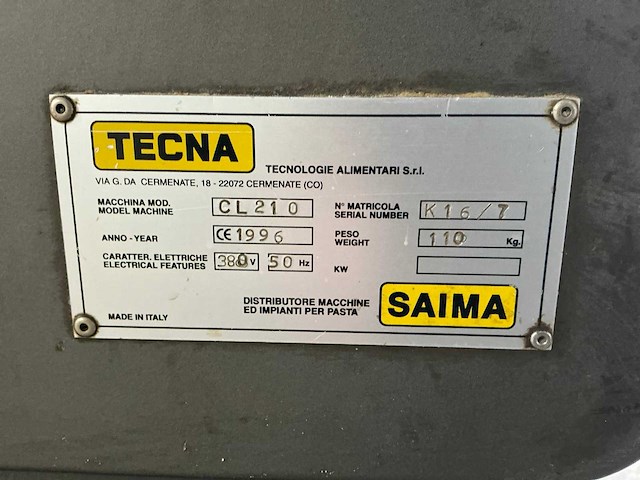 TECNA
TECNOLOGIE ALIMENTARI S.r.l.
VIA G. DA CERMENATE, 18 - 22072 CERMENATE (CO)
MACCHINA MOD.
MODEL MACHINE
CL210
N° MATRICOLA
SERIAL NUMBER
K16/7
ANNO - YEAR
CE 1996
PESO
WEIGHT
110 Kg.
CARATTER. ELETTRICHE
ELECTRICAL FEATURES
380 V 50 Hz
KW
MADE IN ITALY
DISTRIBUTORE MACCHINE
ED IMPIANTI PER PASTA
SAIMA